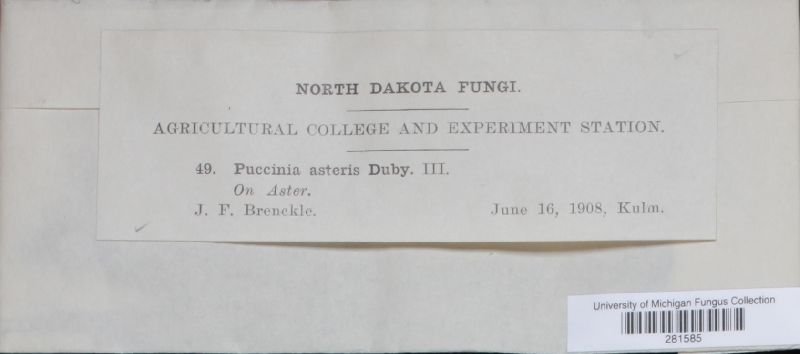 NORTH DAKOTA FUNGI.
AGRICULTURAL COLLEGE AND EXPERIMENT STATION.
49. Puccinia asteris Duby. III.
On Aster.
J. F. Brenckle. June 16, 1908, Kulm.
University of Michigan Fungus Collection
281585